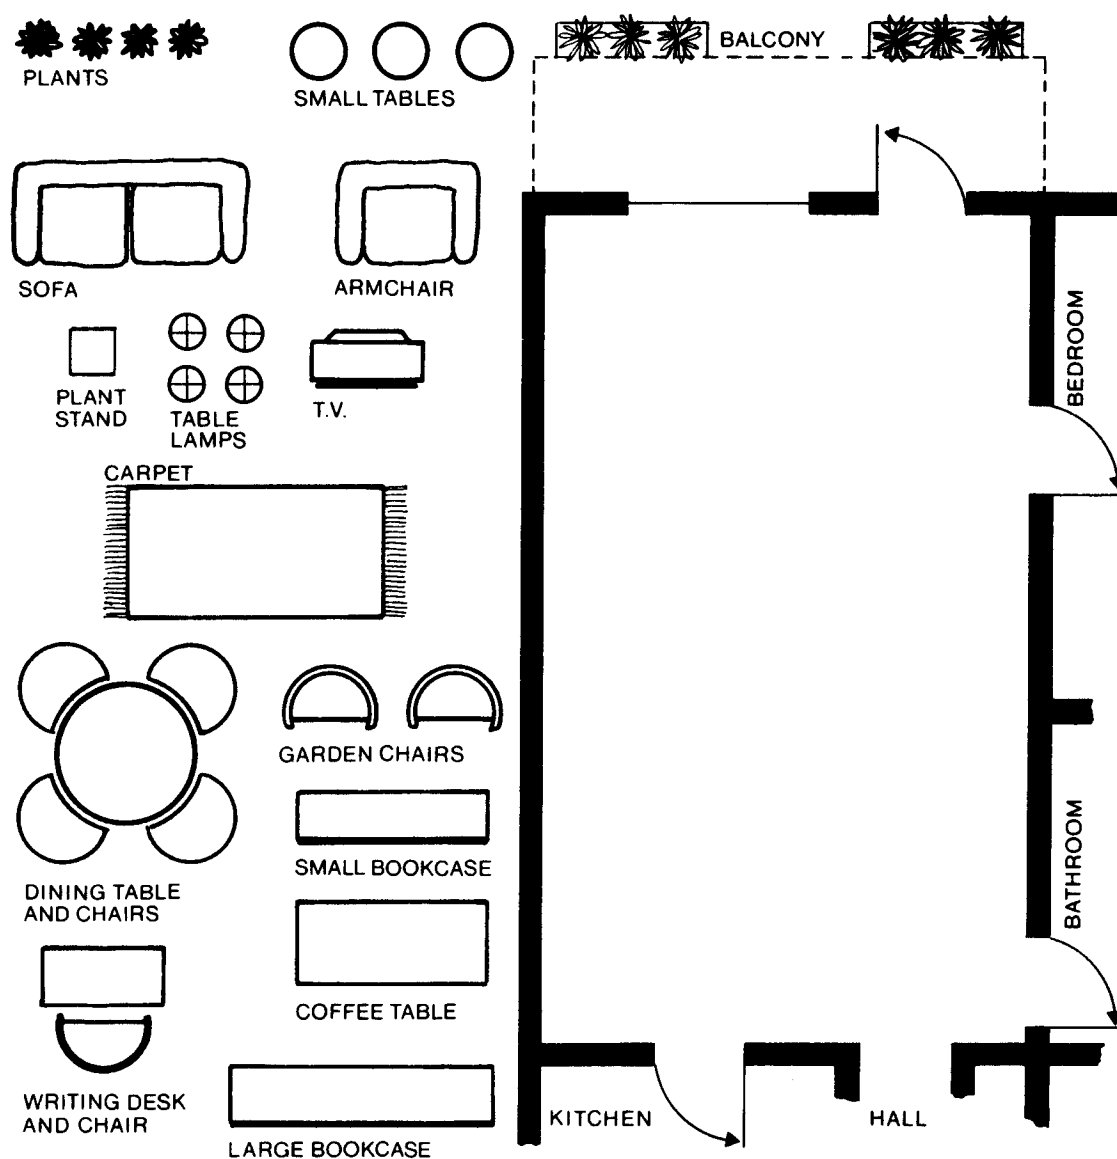 PLANTS
SMALL TABLES
BALCONY
SOFA
ARMCHAIR
BEDROOM
PLANT
STAND
TABLE
LAMPS
T.V.
CARPET
GARDEN CHAIRS
SMALL BOOKCASE
BATHROOM
DINING TABLE
AND CHAIRS
COFFEE TABLE
WRITING DESK
AND CHAIR
LARGE BOOKCASE
KITCHEN
HALL